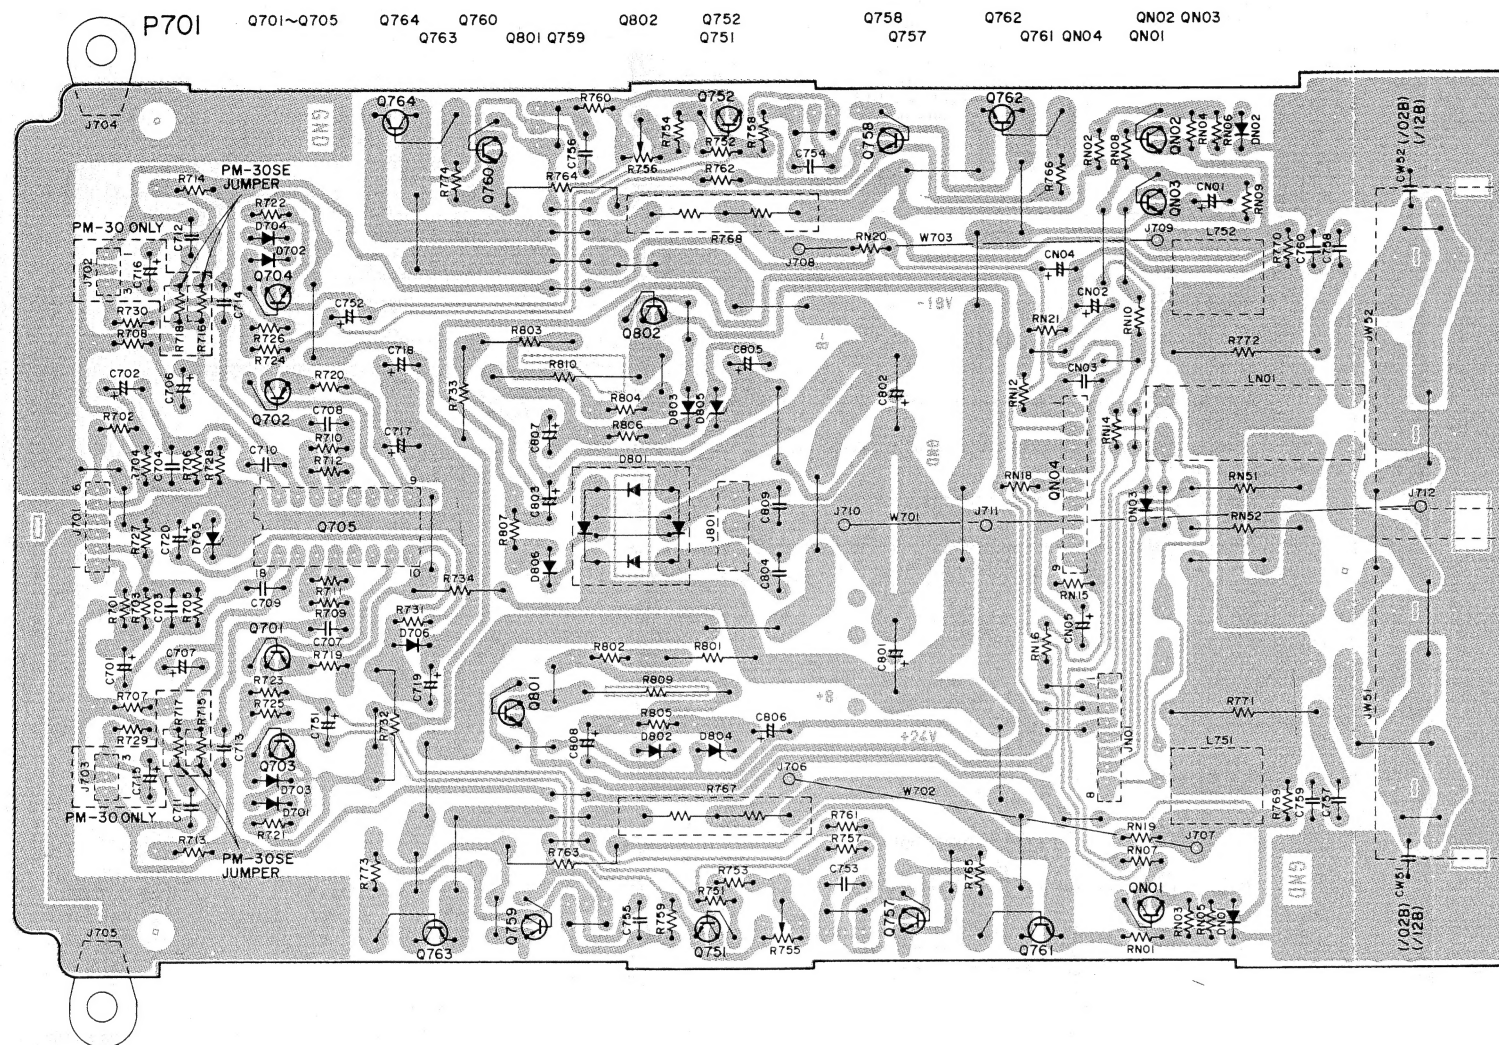 P701 Q701~Q705 Q764 Q760 Q802 Q752 Q758 Q762 QN02 QN03
Q763 Q801 Q759 Q751 Q757 Q761 QN04 QN01
J704
GND
Q764
Q760
R774
R760
C756
R764
R756
R754
Q752
R752
R758
R762
C754
Q758
Q762
R766
RN02
RN08
QN02
RN04
RN06
DN02
QN03
CN01
RN09
CW52 (/02B)
(/12B)
PM-30SE
JUMPER
R714
R722
D704
D702
Q704
PM-30 ONLY
J702
3
C716
C712
R718
R716
C714
R730
R708
R726
R724
C752
R768
J708
RN20
W703
J709
L752
R770
C760
C758
CN04
CN02
-16V
RN21
RN10
Q802
R803
R810
C805
-B
C802
R772
JW52
C702
C706
Q702
R720
C718
R733
R804
R806
D803
D805
CN03
RN12
LN01
R702
C708
R710
R712
C717
C807
GND
RN14
R704
C704
R706
R728
C710
D801
RN18
QN04
RN51
6
J701
R727
C720
D705
Q705
9
R807
C803
D806
J801
C809
J710
W701
J711
DN03
RN52
J712
18
10
C709
R734
C804
9
RN15
R701
R703
C703
R705
R711
R709
C707
R731
D706
CN05
RN16
Q701
C701
C707
R719
C719
R802
R801
C801
R707
R723
R725
R717
R715
Q801
R809
+B
R771
JW51
R729
C751
R732
R805
D802
D804
C806
C808
+24V
JN01
8
L751
J703
3
C715
C713
Q703
D703
D701
C711
PM-30 ONLY
R721
R713
PM-30SE
JUMPER
J706
R767
W702
R769
C759
C757
R761
R757
RN19
J707
RN07
R773
R763
R753
R751
C753
R765
GND
CW51
(/02B)
(/12B)
Q759
C755
R759
Q751
R755
Q757
Q761
QN01
RN03
RN05
DN01
RN01
J705
Q763